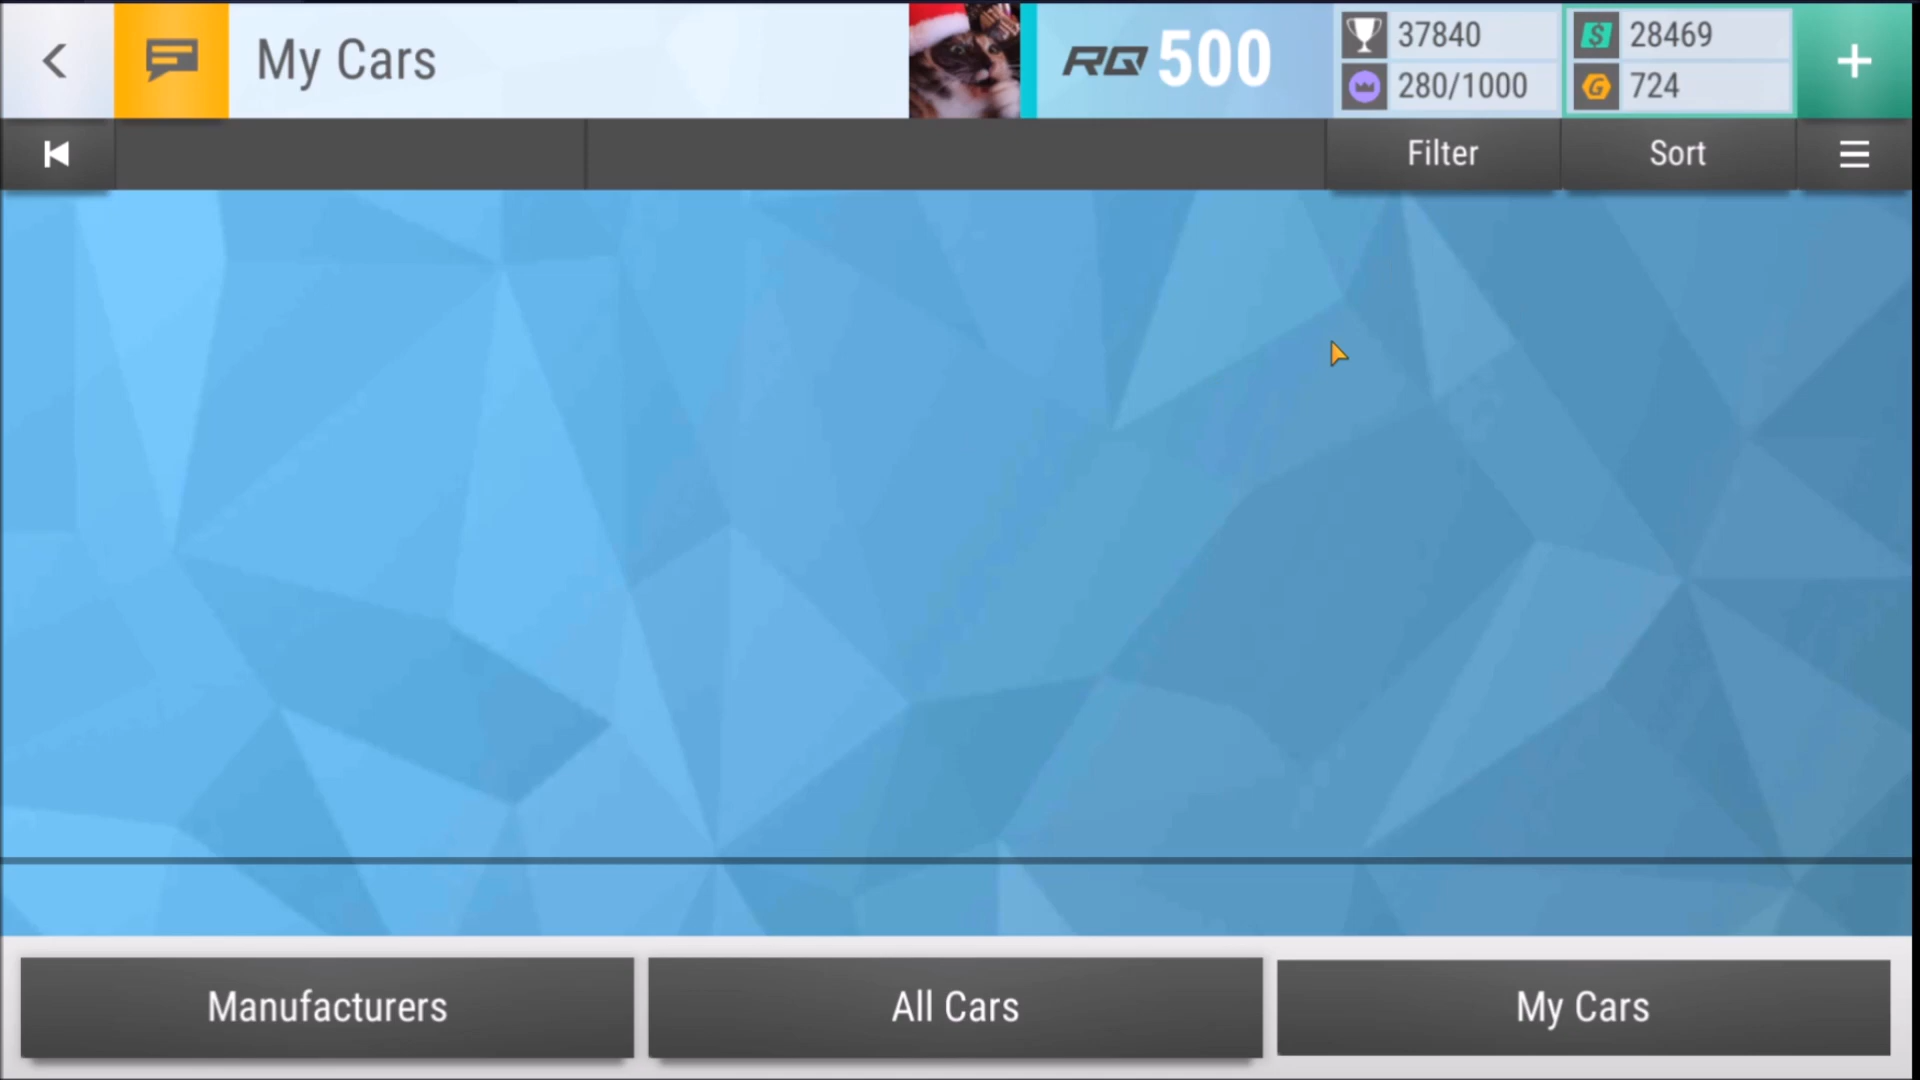 My Cars
RQ 500
37840
280/1000
$ 28469
G 724
+
Filter
Sort
Manufacturers
All Cars
My Cars